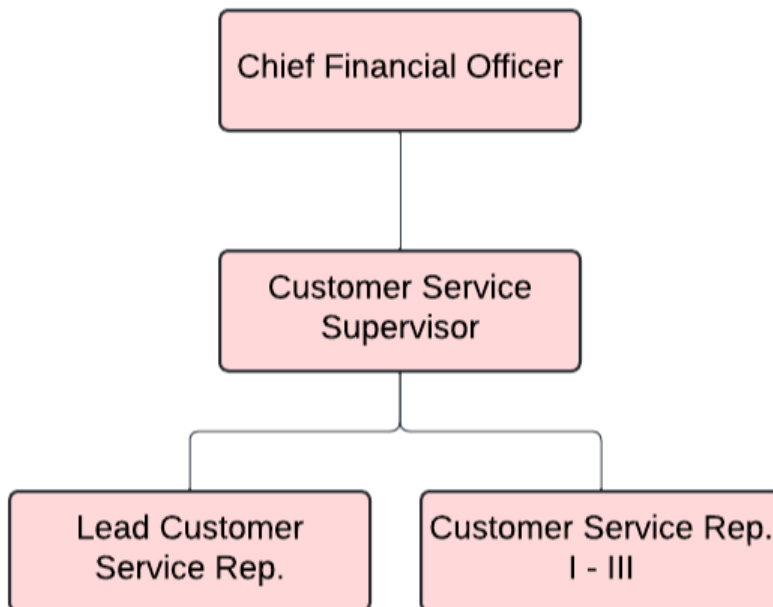 Chief Financial Officer
Customer Service
Supervisor
Lead Customer
Service Rep.
Customer Service Rep.
I - III